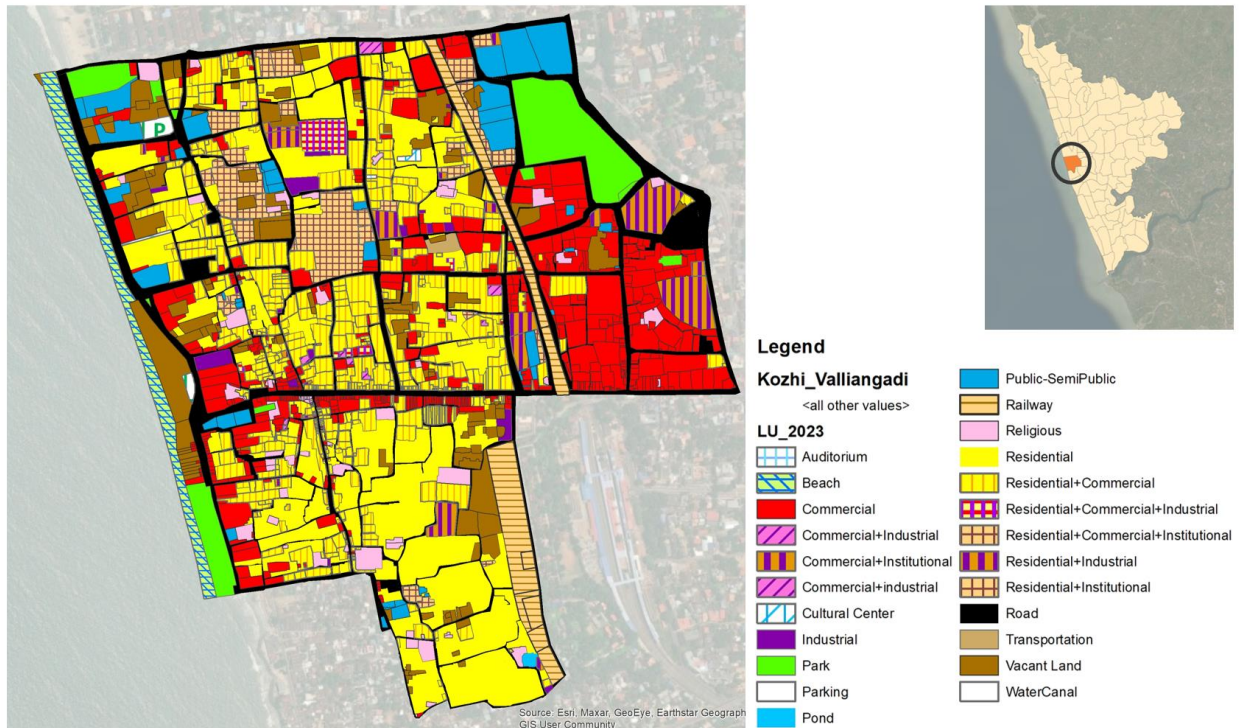 P
Legend
Kozhi_Valliangadi
<all other values>
LU_2023
Auditorium
Beach
Commercial
Commercial+Industrial
Commercial+Institutional
Commercial+industrial
Cultural Center
Industrial
Park
Parking
Pond
Public-SemiPublic
Railway
Religious
Residential
Residential+Commercial
Residential+Commercial+Industrial
Residential+Commercial+Institutional
Residential+Industrial
Residential+Institutional
Road
Transportation
Vacant Land
WaterCanal
Source: Esri, Maxar, GeoEye, Earthstar Geograph
GIS User Community